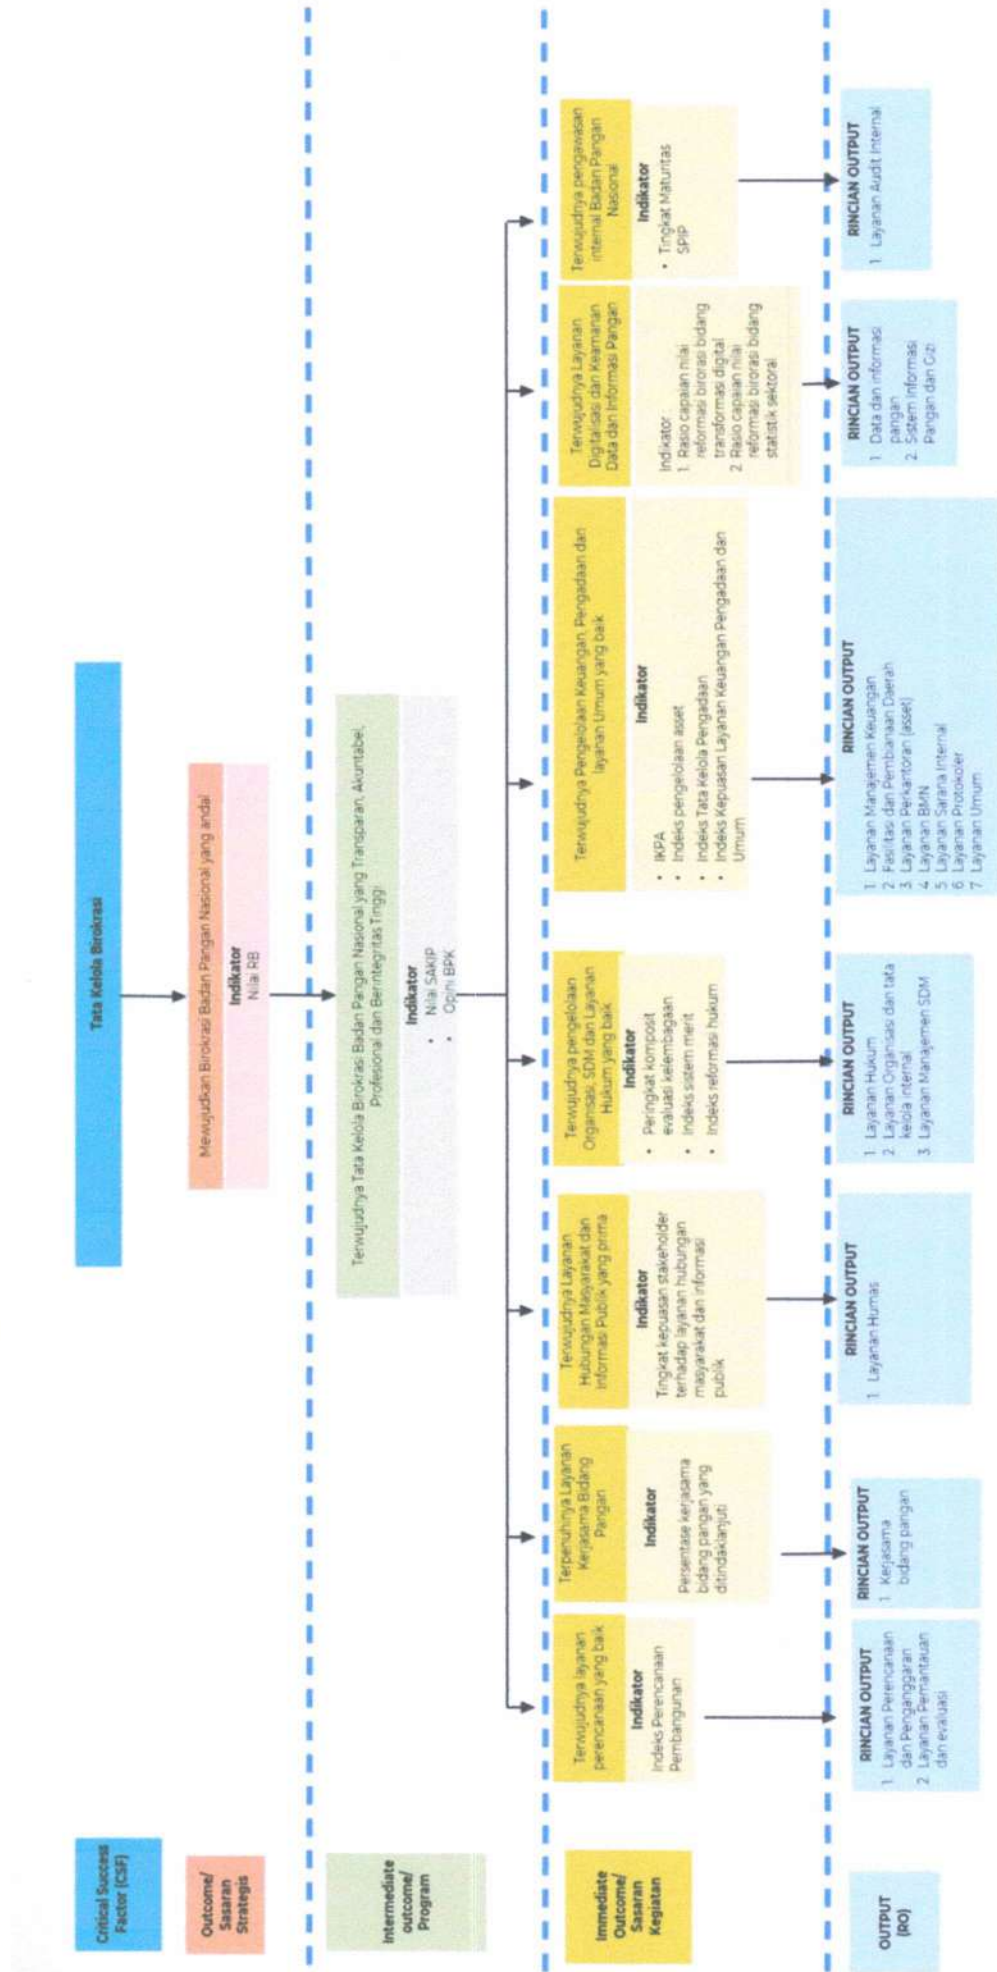 Critical Success
Factor (CSF)
Tata Kelola Birokrasi
Outcome/
Sasaran
Strategis
Mewujudkan Birokrasi Badan Pangan Nasional yang andal
Indikator
Nilai RB
Intermediate
outcome/
Program
Terwujudnya Tata Kelola Birokrasi Badan Pangan Nasional yang Transparan, Akuntabel,
Profesional dan Berintegritas Tinggi
Indikator
• Nilai SAKIP
• Opini BPK
Immediate
Outcome/
Sasaran
Kegiatan
Terwujudnya layanan
perencanaan yang baik
Indikator
Indeks Perencanaan
Pembangunan
Terpenuhinya Layanan
Kerjasama Bidang
Pangan
Indikator
Persentase kerjasama
bidang pangan yang
ditindaklanjuti
Terwujudnya Layanan
Hubungan Masyarakat dan
Informasi Publik yang prima
Indikator
Tingkat kepuasan stakeholder
terhadap layanan hubungan
masyarakat dan informasi
publik
Terwujudnya pengelolaan
Organisasi, SDM dan Layanan
Hukum yang baik
Indikator
• Peringkat komposit
evaluasi kelembagaan
• Indeks sistem merit
• Indeks reformasi hukum
Terwujudnya Pengelolaan Keuangan, Pengadaan dan
layanan Umum yang baik
Indikator
• IKPA
• Indeks pengelolaan asset
• Indeks Tata Kelola Pengadaan
• Indeks Kepuasan Layanan Keuangan Pengadaan dan
Umum
Terwujudnya Layanan
Digitalisasi dan Keamanan
Data dan Informasi Pangan
Indikator
1. Rasio capaian nilai
reformasi birorasi bidang
transformasi digital
2. Rasio capaian nilai
reformasi birorasi bidang
statistik sektoral
Terwujudnya pengawasan
internal Badan Pangan
Nasional
Indikator
• Tingkat Maturitas
SPIP
OUTPUT
(RO)
RINCIAN OUTPUT
1. Layanan Perencanaan
dan Penganggaran
2. Layanan Pemantauan
dan evaluasi
RINCIAN OUTPUT
1. Kerjasama
bidang pangan
RINCIAN OUTPUT
1. Layanan Humas
RINCIAN OUTPUT
1. Layanan Hukum
2. Layanan Organisasi dan tata
kelola internal
3. Layanan Manajemen SDM
RINCIAN OUTPUT
1. Layanan Manajemen Keuangan
2. Fasilitasi dan Pembianaan Daerah
3. Layanan Perkantoran (asset)
4. Layanan BMN
5. Layanan Sarana Internal
6. Layanan Protokoler
7. Layanan Umum
RINCIAN OUTPUT
1. Data dan informasi
pangan
2. Sistem Informasi
Pangan dan Gizi
RINCIAN OUTPUT
1. Layanan Audit Internal